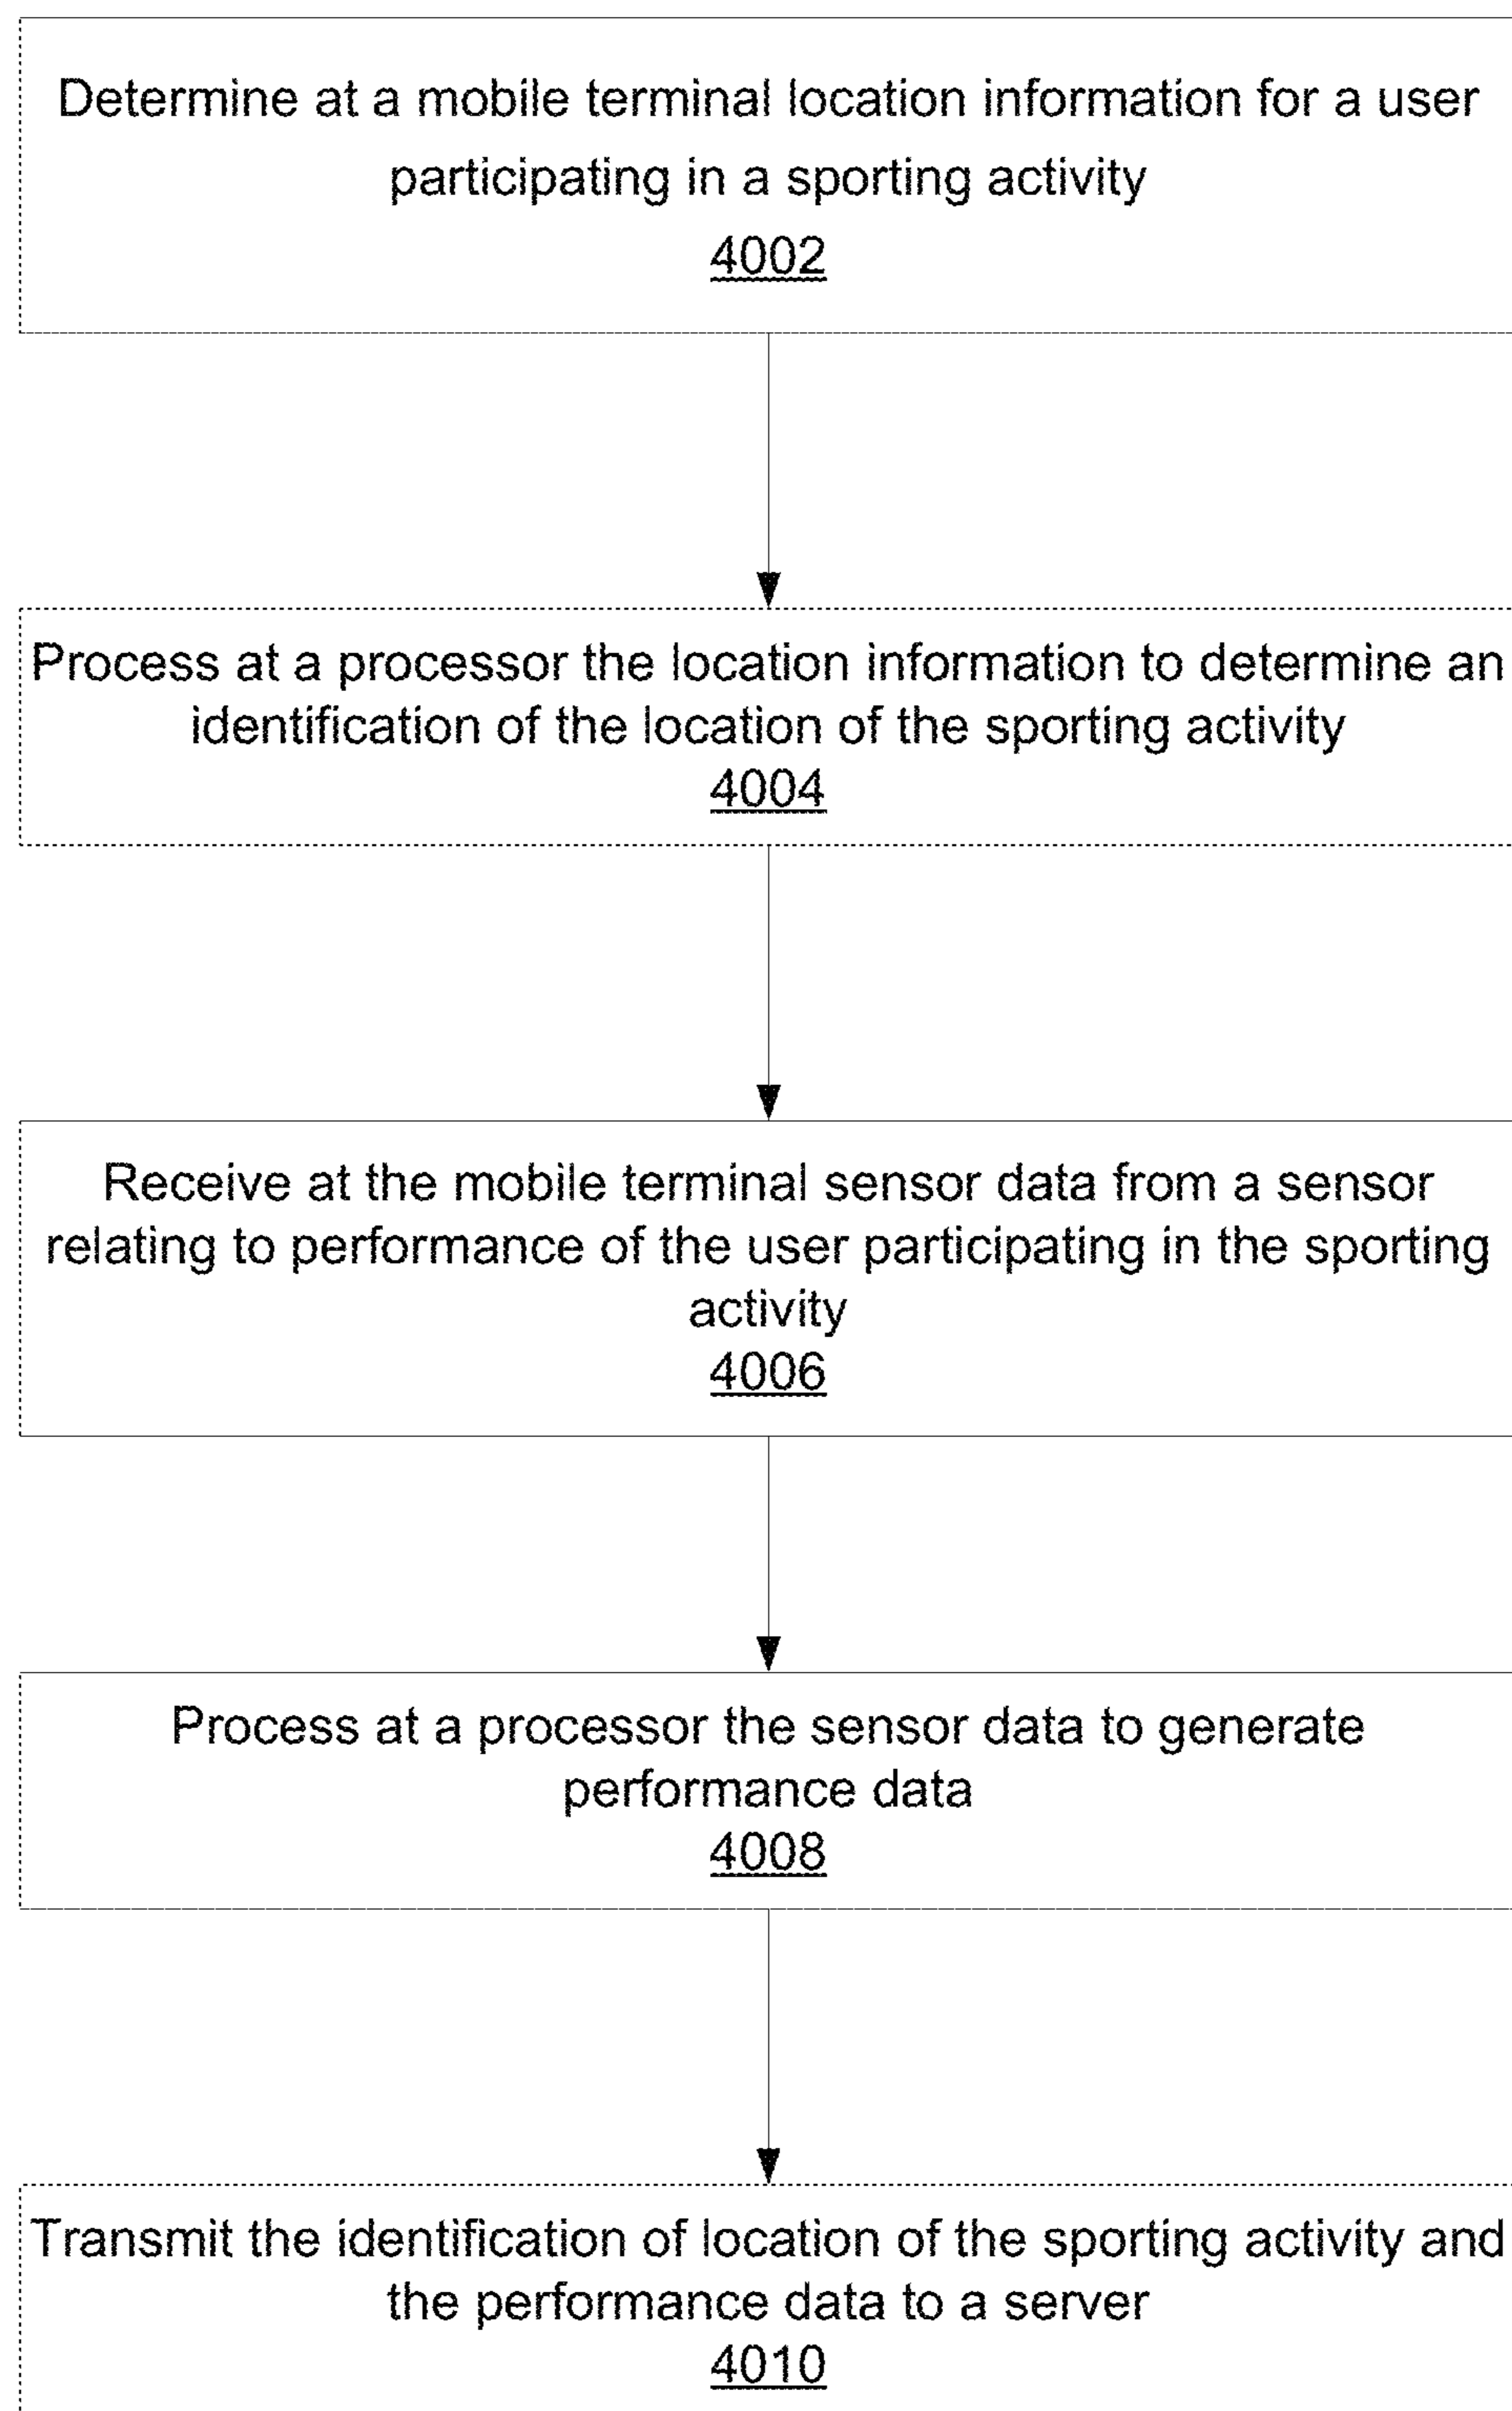 Determine at a mobile terminal location information for a user
participating in a sporting activity
4002
Process at a processor the location information to determine an
identification of the location of the sporting activity
4004
Receive at the mobile terminal sensor data from a sensor
relating to performance of the user participating in the sporting
activity
4006
Process at a processor the sensor data to generate
performance data
4008
Transmit the identification of location of the sporting activity and
the performance data to a server
4010